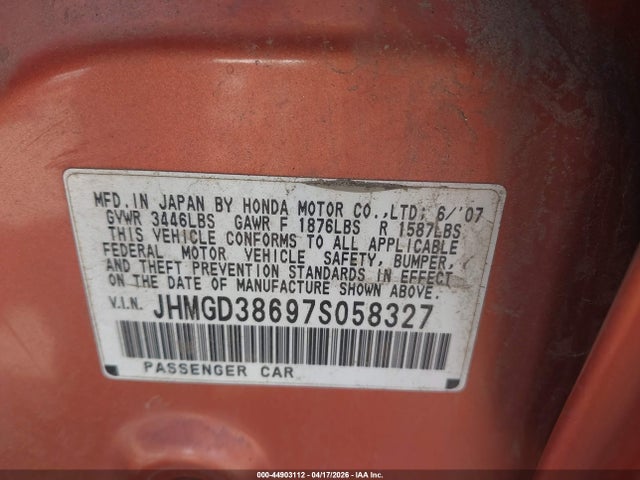 MFD. IN JAPAN BY HONDA MOTOR CO., LTD; 6/'07
GVWR 3446LBS GAWR F 1876LBS R 1587LBS
THIS VEHICLE CONFORMS TO ALL APPLICABLE
FEDERAL MOTOR VEHICLE SAFETY, BUMPER,
AND THEFT PREVENTION STANDARDS IN EFFECT
ON THE DATE OF MANUFACTURE SHOWN ABOVE.
V.I.N. JHMGD38697S058327
PASSENGER CAR
000-44903112 - 04/17/2026 - IAA Inc.